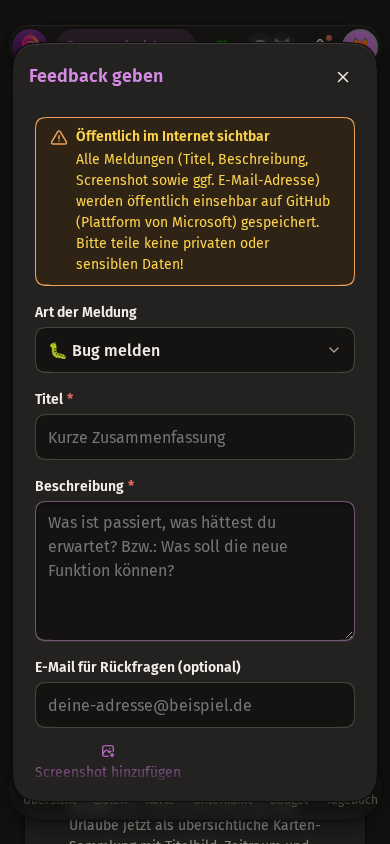 Feedback geben
Öffentlich im Internet sichtbar
Alle Meldungen (Titel, Beschreibung,
Screenshot sowie ggf. E-Mail-Adresse)
werden öffentlich einsehbar auf GitHub
(Plattform von Microsoft) gespeichert.
Bitte teile keine privaten oder
sensiblen Daten!
Art der Meldung
🐛 Bug melden
Titel *
Kurze Zusammenfassung
Beschreibung *
Was ist passiert, was hättest du
erwartet? Bzw.: Was soll die neue
Funktion können?
E-Mail für Rückfragen (optional)
deine-adresse@beispiel.de
Screenshot hinzufügen
Urlaube jetzt als übersichtliche Karten-